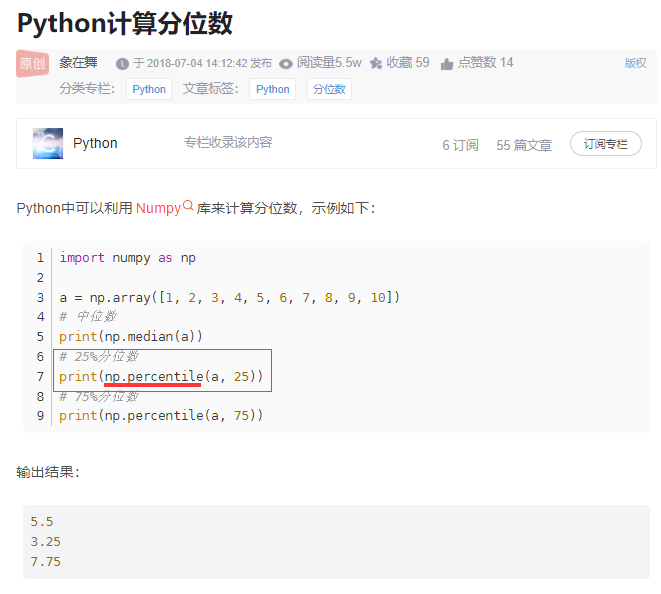 Python计算分位数
原创 象在舞 于 2018-07-04 14:12:42 发布 阅读量5.5w 收藏 59 点赞数 14 版权
分类专栏： Python 文章标签： Python 分位数
Python 专栏收录该内容 6 订阅 55 篇文章 订阅专栏
Python中可以利用 Numpy 库来计算分位数，示例如下：
1 import numpy as np
2
3 a = np.array([1, 2, 3, 4, 5, 6, 7, 8, 9, 10])
4 # 中位数
5 print(np.median(a))
6 # 25%分位数
7 print(np.percentile(a, 25))
8 # 75%分位数
9 print(np.percentile(a, 75))
输出结果：
5.5
3.25
7.75